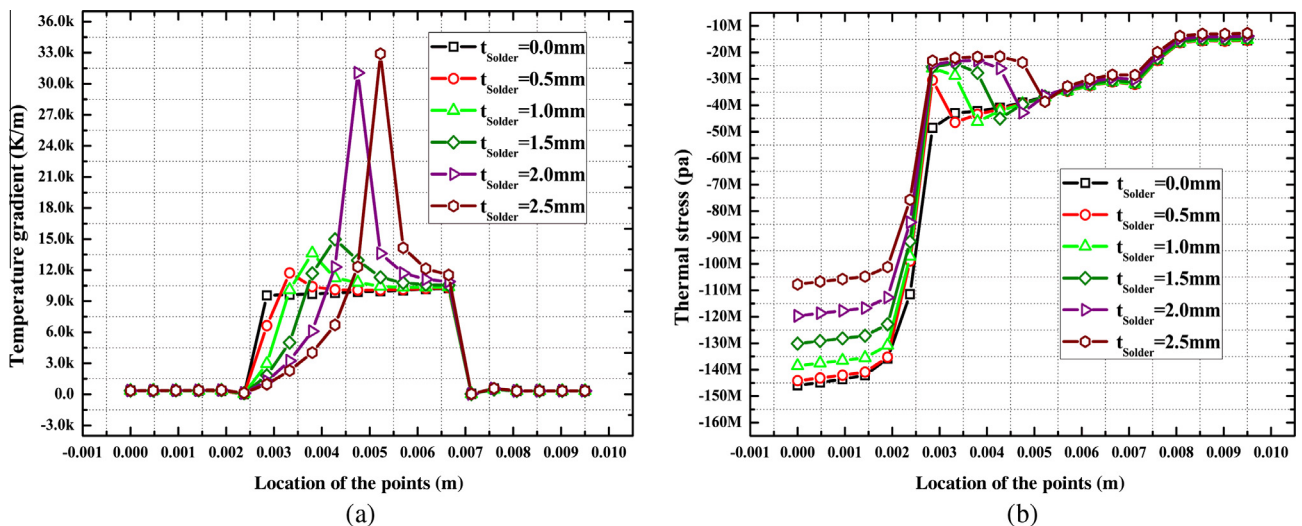 36.0k
33.0k
30.0k
27.0k
24.0k
21.0k
18.0k
15.0k
12.0k
9.0k
6.0k
3.0k
0.0
-3.0k
Temperature gradient (K/m)
tSolder=0.0mm
tSolder=0.5mm
tSolder=1.0mm
tSolder=1.5mm
tSolder=2.0mm
tSolder=2.5mm
-0.001 0.000 0.001 0.002 0.003 0.004 0.005 0.006 0.007 0.008 0.009 0.010
Location of the points (m)
(a)
-10M
-20M
-30M
-40M
-50M
-60M
-70M
-80M
-90M
-100M
-110M
-120M
-130M
-140M
-150M
-160M
Thermal stress (pa)
tSolder=0.0mm
tSolder=0.5mm
tSolder=1.0mm
tSolder=1.5mm
tSolder=2.0mm
tSolder=2.5mm
-0.001 0.000 0.001 0.002 0.003 0.004 0.005 0.006 0.007 0.008 0.009 0.010
Location of the points (m)
(b)